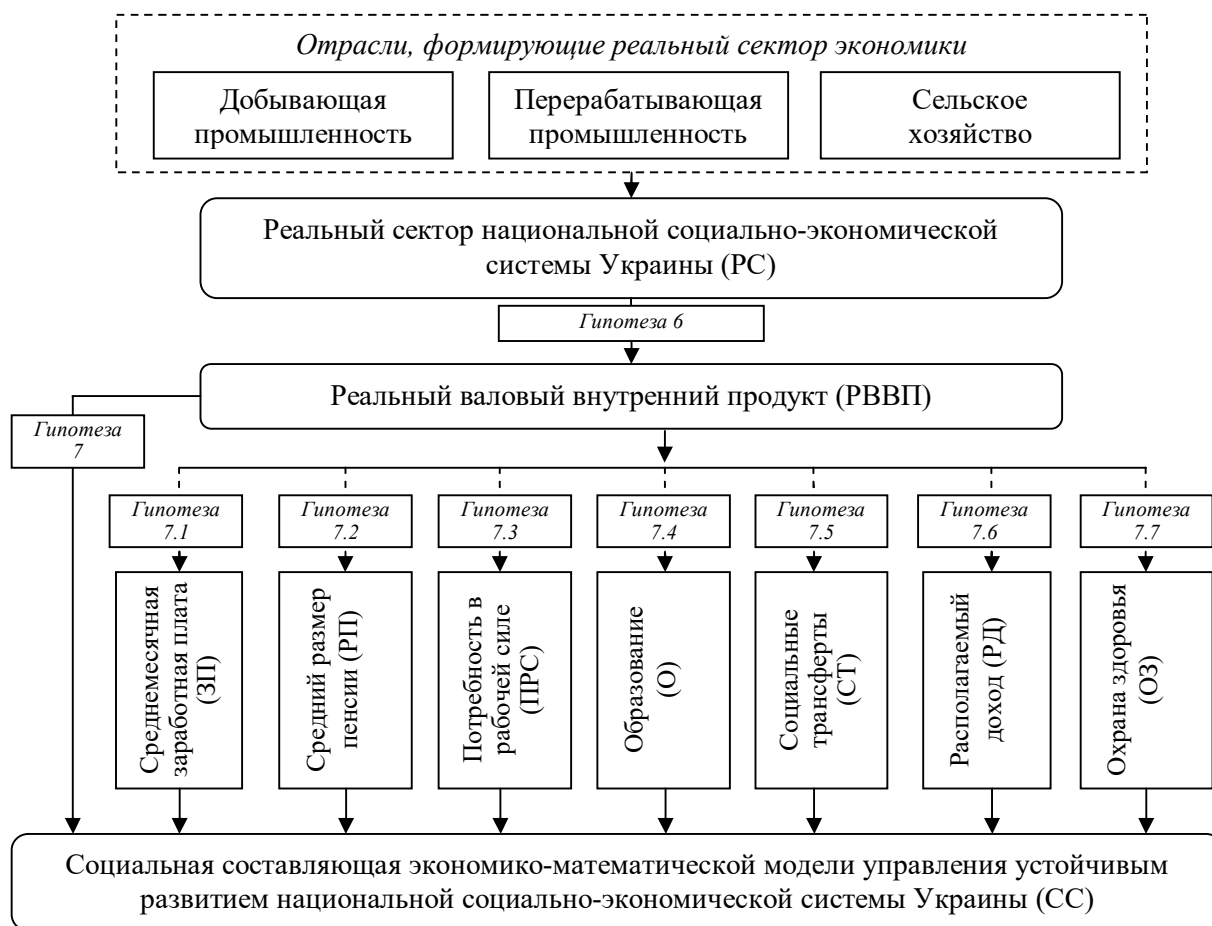 Отрасли, формирующие реальный сектор экономики
Добывающая
промышленность
Перерабатывающая
промышленность
Сельское
хозяйство
Реальный сектор национальной социально-экономической
системы Украины (РС)
Гипотеза 6
Реальный валовый внутренний продукт (РВВП)
Гипотеза
7
Гипотеза
7.1
Гипотеза
7.2
Гипотеза
7.3
Гипотеза
7.4
Гипотеза
7.5
Гипотеза
7.6
Гипотеза
7.7
Среднемесячная
заработная плата
(ЗП)
Средний размер
пенсии (РП)
Потребность в
рабочей силе
(ПРС)
Образование
(О)
Социальные
трансферты
(СТ)
Располагаемый
доход (РД)
Охрана здоровья
(ОЗ)
Социальная составляющая экономико-математической модели управления устойчивым
развитием национальной социально-экономической системы Украины (СС)